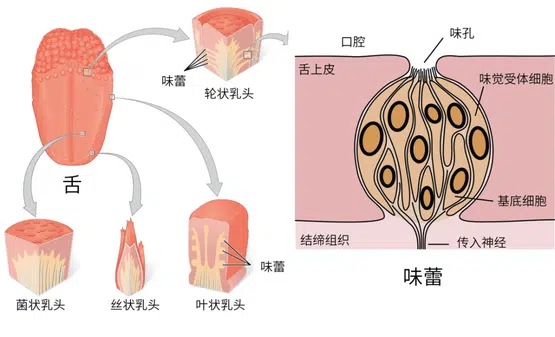 味蕾
轮状乳头
舌
菌状乳头
丝状乳头
叶状乳头
味蕾
口腔
味孔
舌上皮
味觉受体细胞
基底细胞
结缔组织
传入神经
味蕾